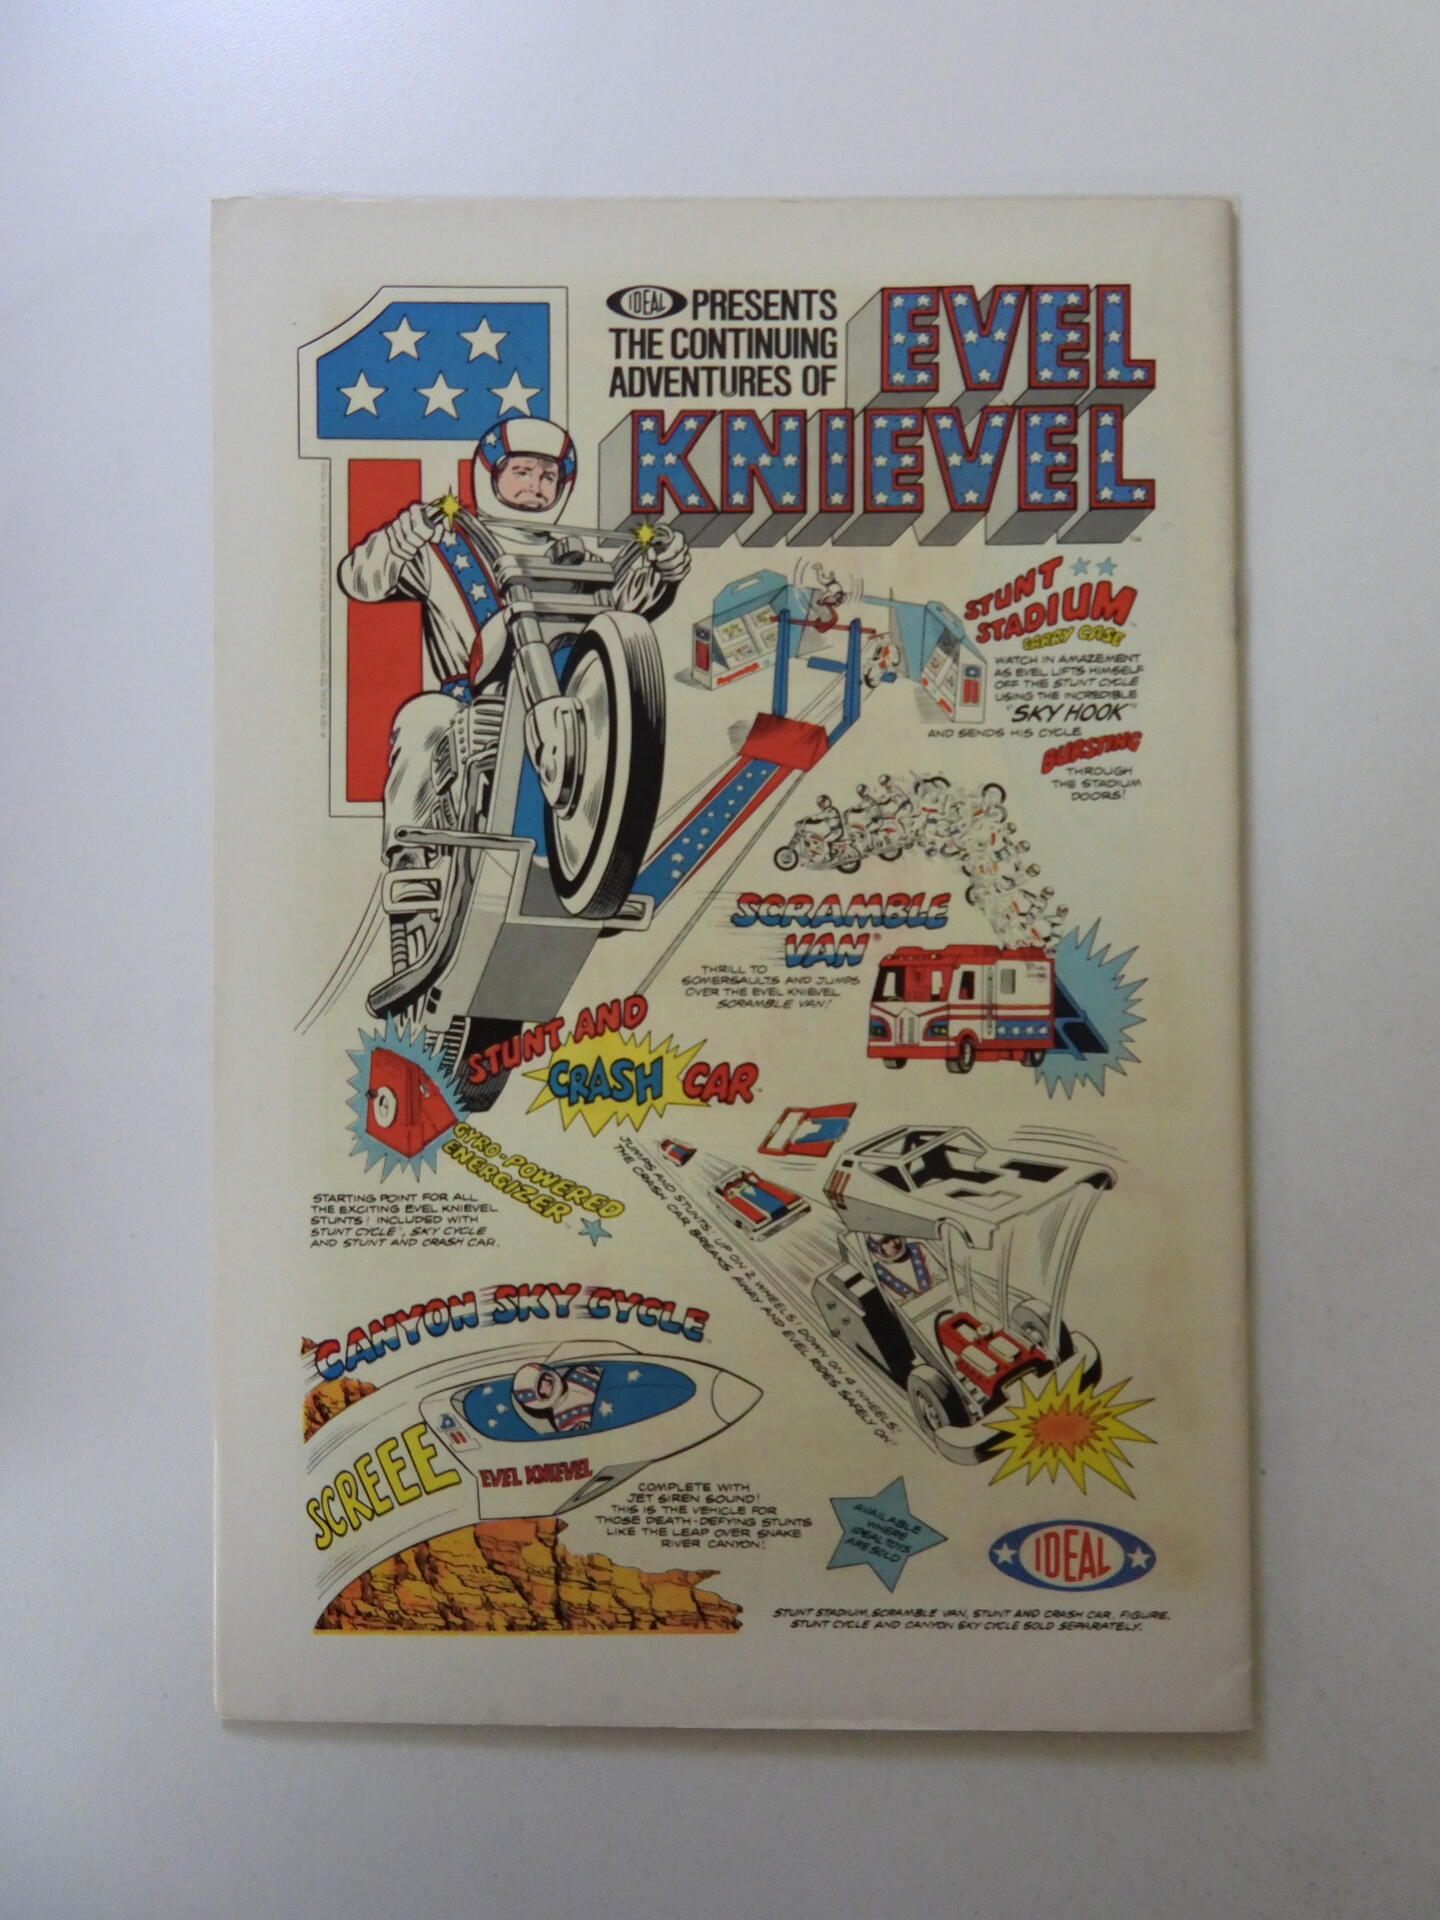 IDEAL PRESENTS
THE CONTINUING
ADVENTURES OF
EVEL
KNIEVEL
STUNT
STADIUM
CARRY CASE
WATCH IN AMAZEMENT
AS EVEL LIFTS HIMSELF
OFF THE STUNT CYCLE
USING THE INCREDIBLE
"SKY HOOK"
AND SENDS HIS CYCLE
BURSTING
THROUGH
THE STADIUM
DOORS!
SCRAMBLE
VAN®
THRILL TO
SOMERSAULTS AND JUMPS
OVER THE EVEL KNIEVEL
SCRAMBLE VAN!
STUNT AND
CRASH CAR™
JUMPS AND STUNTS. UP ON 2 WHEELS! DOWN ON 4 WHEELS!
THE CRASH CAR BREAKS AWAY AND EVEL RIDES SAFELY ON!
GYRO-POWERED
ENERGIZER™
STARTING POINT FOR ALL
THE EXCITING EVEL KNIEVEL
STUNTS! INCLUDED WITH
STUNT CYCLE, SKY CYCLE
AND STUNT AND CRASH CAR.
CANYON SKY CYCLE
SCREEE
EVEL KNIEVEL
COMPLETE WITH
JET SIREN SOUND!
THIS IS THE VEHICLE FOR
THOSE DEATH-DEFYING STUNTS
LIKE THE LEAP OVER SNAKE
RIVER CANYON!
AVAILABLE
WHERE
IDEAL TOYS
ARE SOLD
IDEAL
STUNT STADIUM, SCRAMBLE VAN, STUNT AND CRASH CAR, FIGURE,
STUNT CYCLE AND CANYON SKY CYCLE SOLD SEPARATELY.